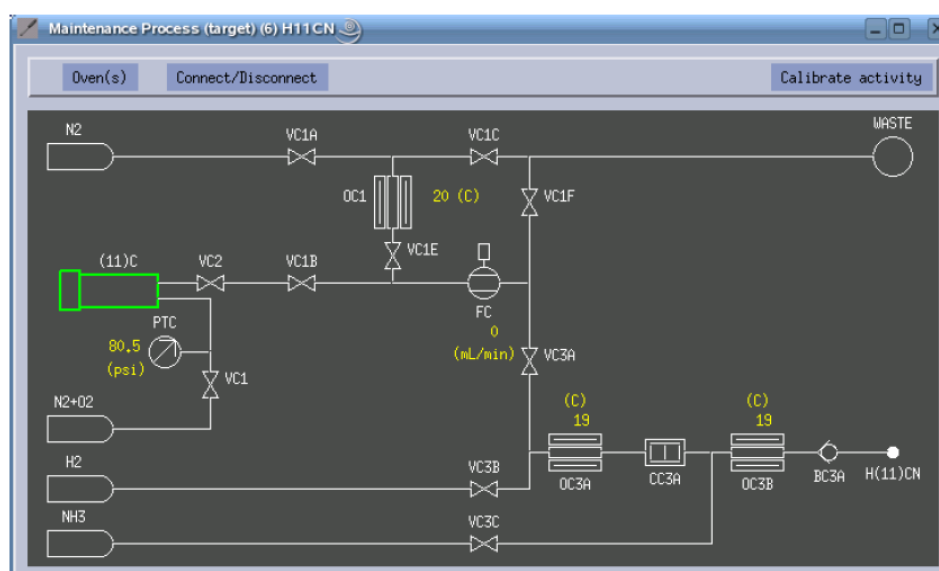 Maintenance Process (target) (6) H11CN
Oven(s) Connect/Disconnect Calibrate activity
N2 VC1A VC1C WASTE
OC1 20 (C) VC1F
(11)C VC2 VC1B VC1E
FC
PTC 0
80.5 (mL/min) VC3A
(psi)
VC1
N2+O2 (C) (C)
19 19
H2 VC3B
OC3A CC3A OC3B BC3A H(11)CN
NH3 VC3C